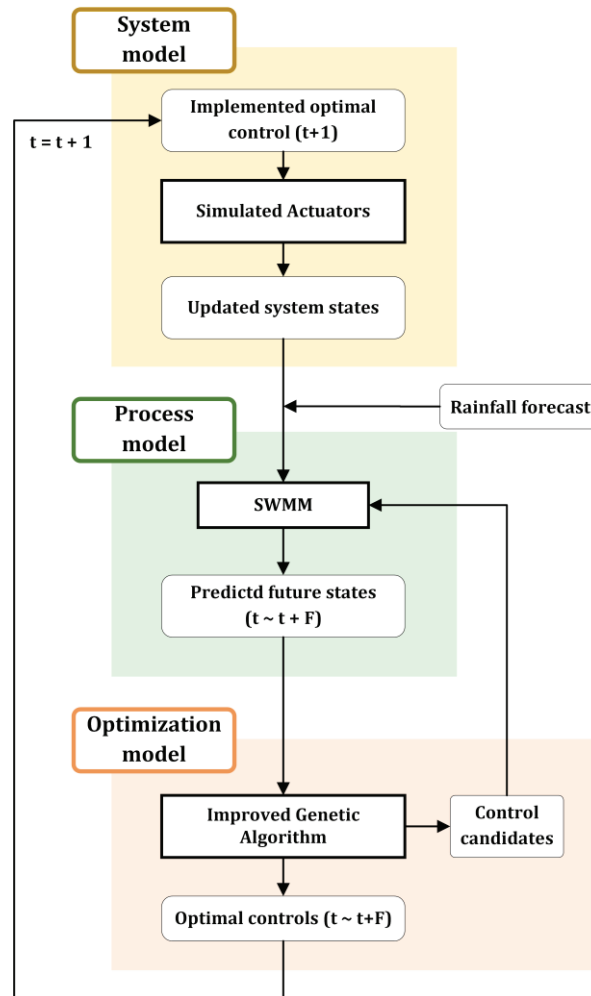 System
model
Implemented optimal
control (t+1)
t = t + 1
Simulated Actuators
Updated system states
Rainfall forecast
Process
model
SWMM
Predictd future states
(t ~ t + F)
Optimization
model
Improved Genetic
Algorithm
Control
candidates
Optimal controls (t ~ t+F)